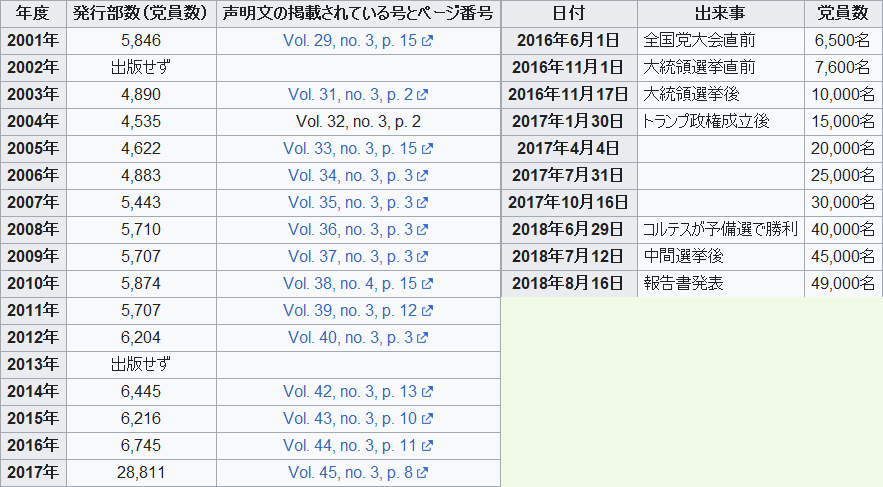 年度 発行部数(党員数) 声明文の掲載されている号とページ番号
2001年 5,846 Vol. 29, no. 3, p. 15
2002年 出版せず
2003年 4,890 Vol. 31, no. 3, p. 2
2004年 4,535 Vol. 32, no. 3, p. 2
2005年 4,622 Vol. 33, no. 3, p. 15
2006年 4,883 Vol. 34, no. 3, p. 3
2007年 5,443 Vol. 35, no. 3, p. 3
2008年 5,710 Vol. 36, no. 3, p. 3
2009年 5,707 Vol. 37, no. 3, p. 3
2010年 5,874 Vol. 38, no. 4, p. 15
2011年 5,707 Vol. 39, no. 3, p. 12
2012年 6,204 Vol. 40, no. 3, p. 3
2013年 出版せず
2014年 6,445 Vol. 42, no. 3, p. 13
2015年 6,216 Vol. 43, no. 3, p. 10
2016年 6,745 Vol. 44, no. 3, p. 11
2017年 28,811 Vol. 45, no. 3, p. 8
日付 出来事 党員数
2016年6月1日 全国党大会直前 6,500名
2016年11月1日 大統領選挙直前 7,600名
2016年11月17日 大統領選挙後 10,000名
2017年1月30日 トランプ政権成立後 15,000名
2017年4月4日 20,000名
2017年7月31日 25,000名
2017年10月16日 30,000名
2018年6月29日 コルテスが予備選で勝利 40,000名
2018年7月12日 中間選挙後 45,000名
2018年8月16日 報告書発表 49,000名